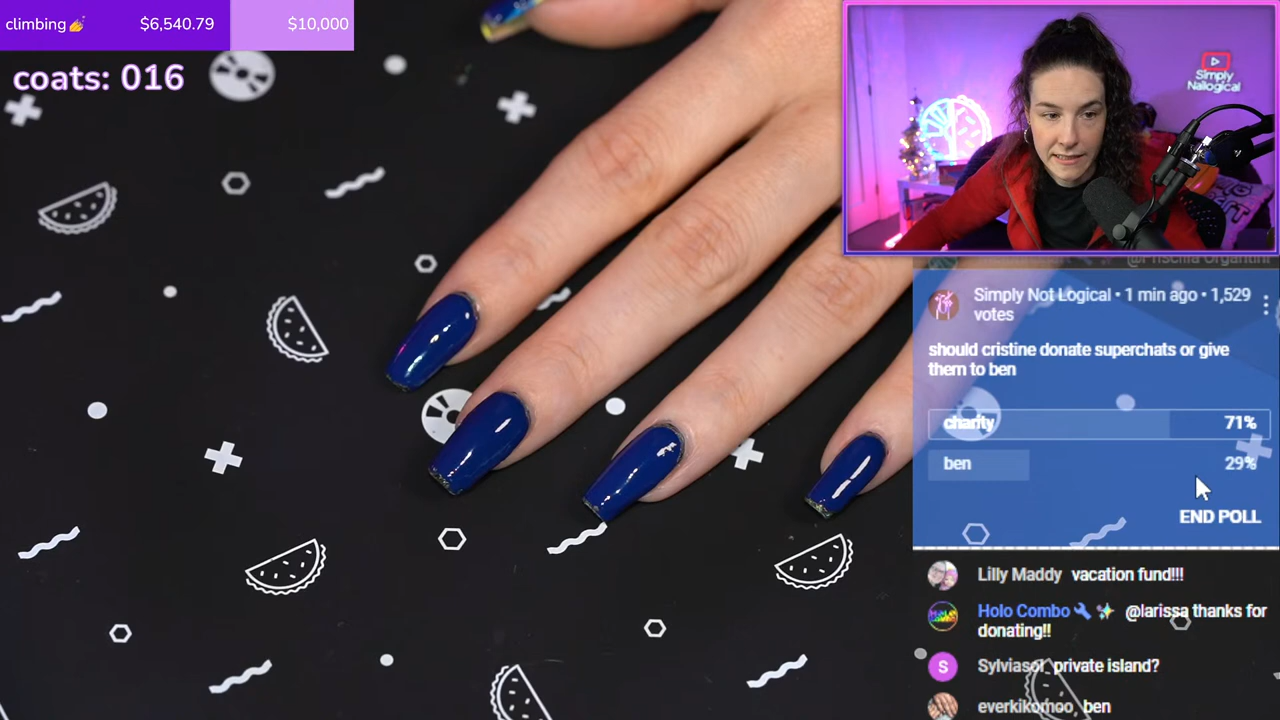 climbing💅 $6,540.79 $10,000
coats: 016
Simply
Nailogical
Simply Not Logical • 1 min ago • 1,529
votes
should cristine donate superchats or give
them to ben
charity 71%
ben 29%
END POLL
Lilly Maddy vacation fund!!!
Holo Combo 🔧 ✨ @larissa thanks for
donating!!
S Sylviasol_ private island?
everkikomoo, ben